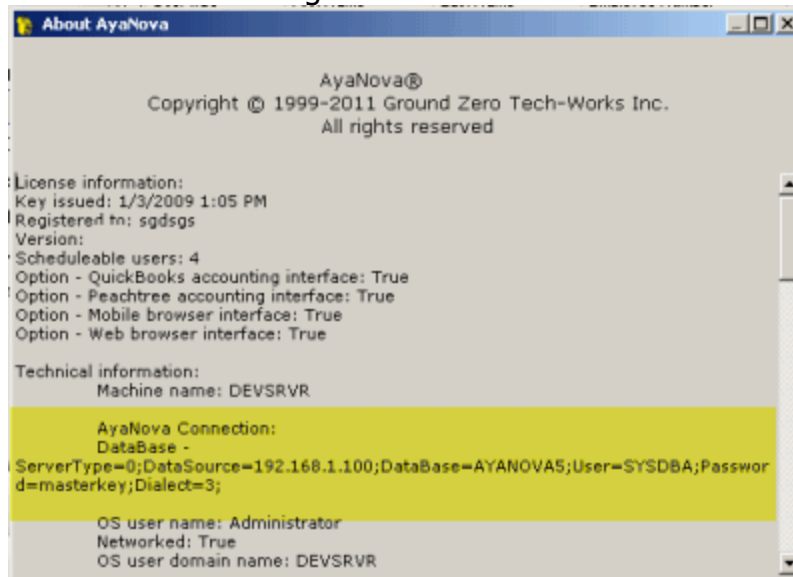 About AyaNova
AyaNova®
Copyright © 1999-2011 Ground Zero Tech-Works Inc.
All rights reserved
License information:
Key issued: 1/3/2009 1:05 PM
Registered to: sgdsgs
Version:
Scheduleable users: 4
Option - QuickBooks accounting interface: True
Option - Peachtree accounting interface: True
Option - Mobile browser interface: True
Option - Web browser interface: True
Technical information:
Machine name: DEVSRVR
AyaNova Connection:
DataBase -
ServerType=0;DataSource=192.168.1.100;DataBase=AYANOVA5;User=SYSDBA;Passwor
d=masterkey;Dialect=3;
OS user name: Administrator
Networked: True
OS user domain name: DEVSRVR